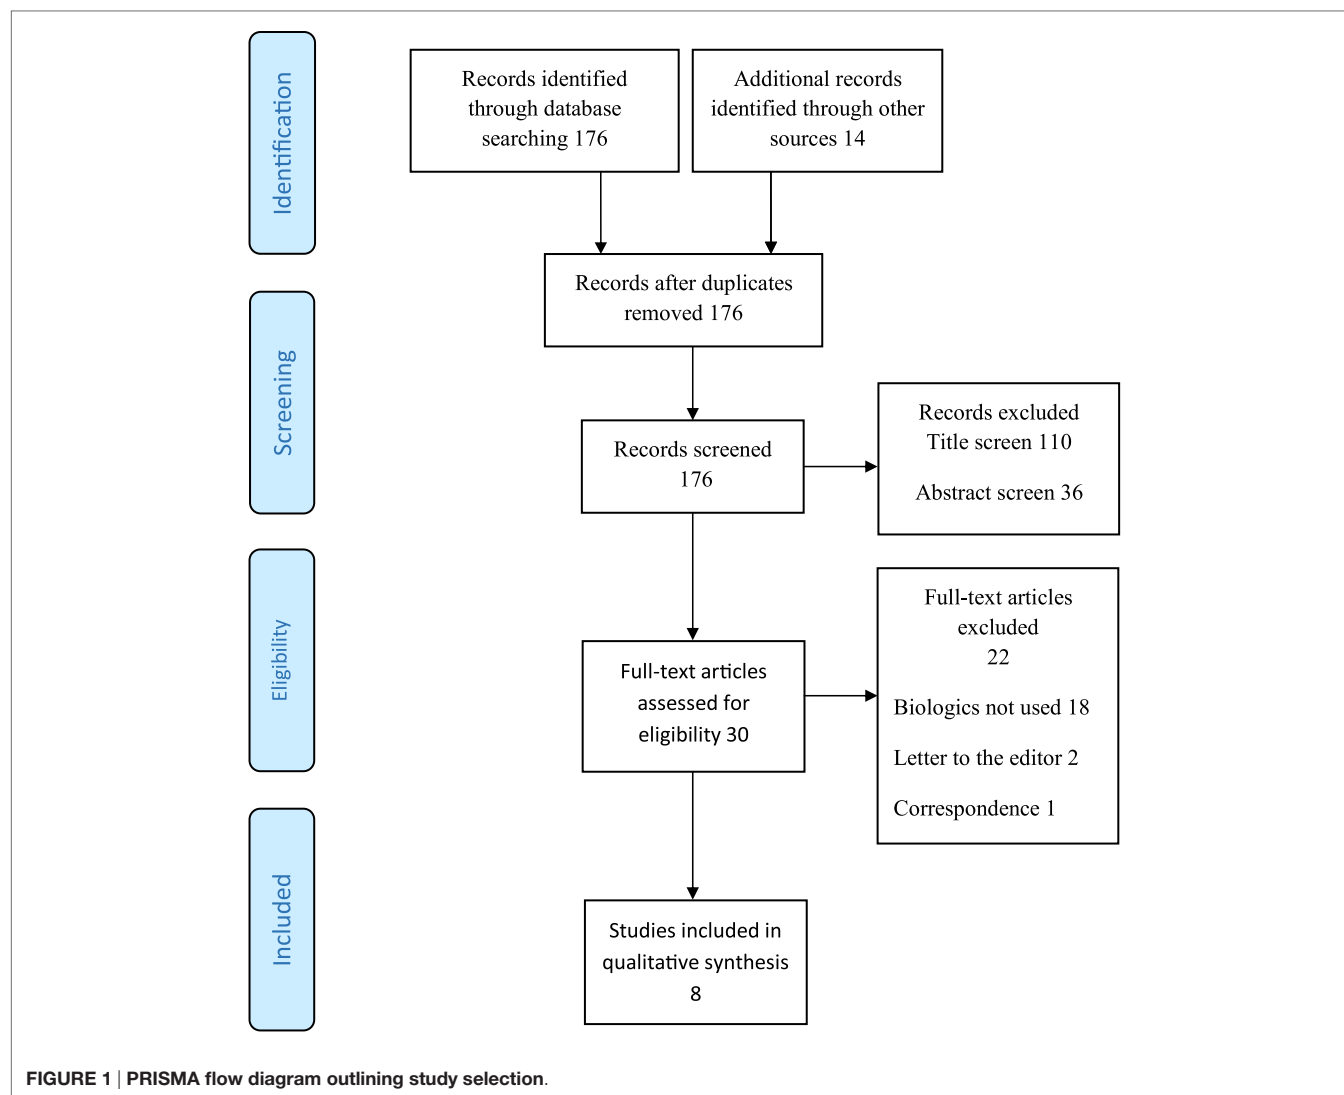 Identification
Records identified
through database
searching 176
Additional records
identified through other
sources 14
Records after duplicates
removed 176
Screening
Records screened
176
Records excluded
Title screen 110
Abstract screen 36
Eligibility
Full-text articles
assessed for
eligibility 30
Full-text articles
excluded
22
Biologics not used 18
Letter to the editor 2
Correspondence 1
Included
Studies included in
qualitative synthesis
8
FIGURE 1 | PRISMA flow diagram outlining study selection.